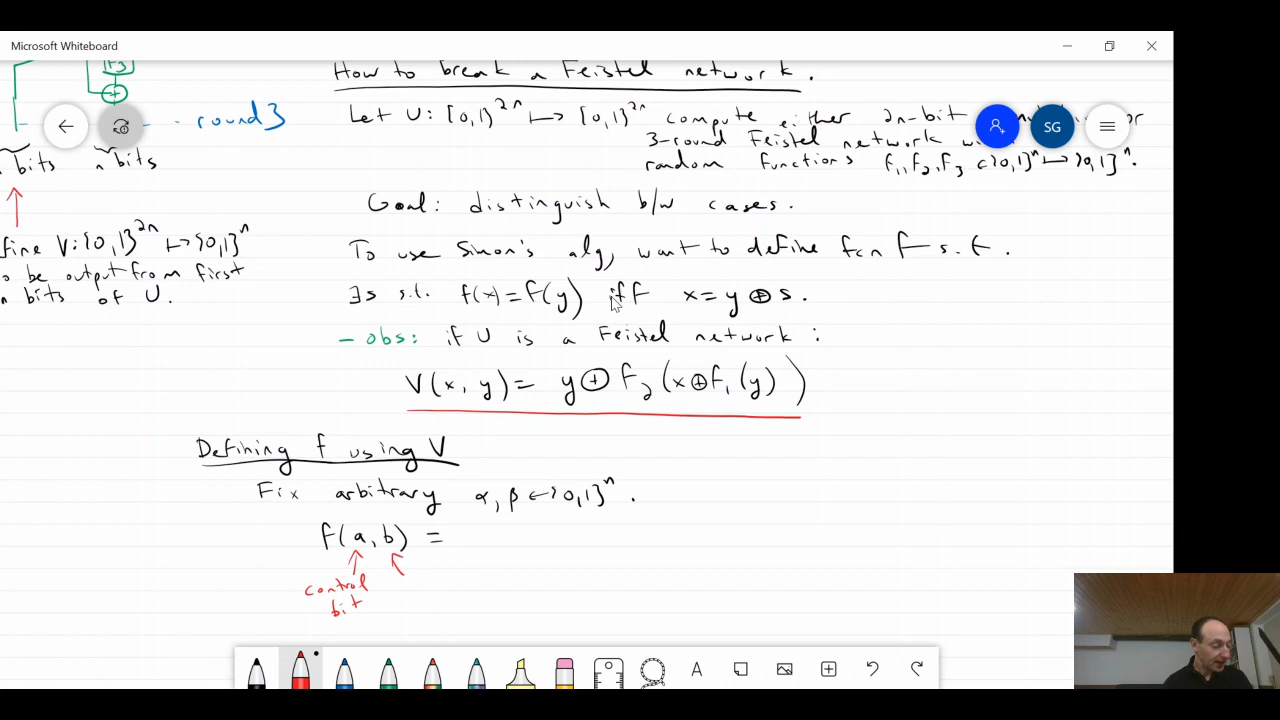 Microsoft Whiteboard
F3
How to break a Feistel network.
round 3
Let U: {0,1}^2n ↦ {0,1}^2n compute either 2n-bit or
3-round Feistel network
random functions f1, f2, f3 ∈ {0,1}^n ↦ {0,1}^n.
bits n bits
Goal: distinguish b/w cases.
fine V: {0,1}^2n ↦ {0,1}^n
o be output from first
n bits of U.
To use Simon's alg, want to define fcn f s.t.
∃s s.t. f(x) = f(y) iff x = y ⊕ s.
- obs: if U is a Feistel network:
V(x, y) = y ⊕ f2(x ⊕ f1(y))
Defining f using V
Fix arbitrary α, β ← {0,1}^n.
f(a, b) =
control
bit
SG
A